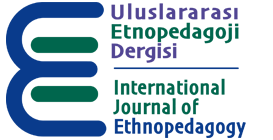 Uluslararası
Etnopedagoji
Dergisi
International
Journal of
Ethnopedagogy